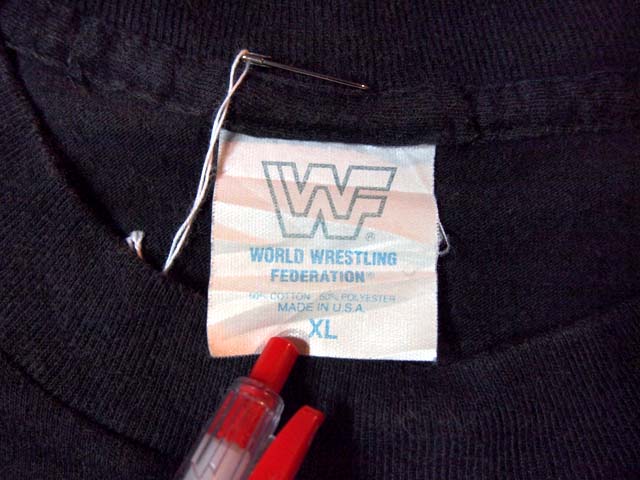 WF
®
WORLD WRESTLING
FEDERATION®
50% COTTON 50% POLYESTER
MADE IN U.S.A.
XL